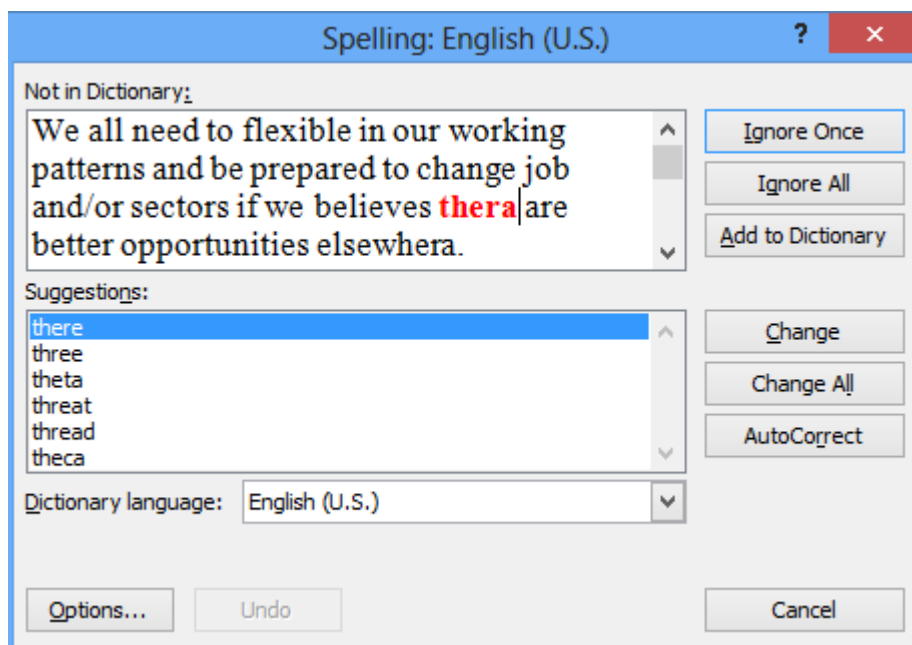 Spelling: English (U.S.)
?
Not in Dictionary:
We all need to flexible in our working
patterns and be prepared to change job
and/or sectors if we believes thera are
better opportunities elsewhera.
Ignore Once
Ignore All
Add to Dictionary
Suggestions:
there
three
theta
threat
thread
theca
Change
Change All
AutoCorrect
Dictionary language: English (U.S.)
Options... Undo Cancel